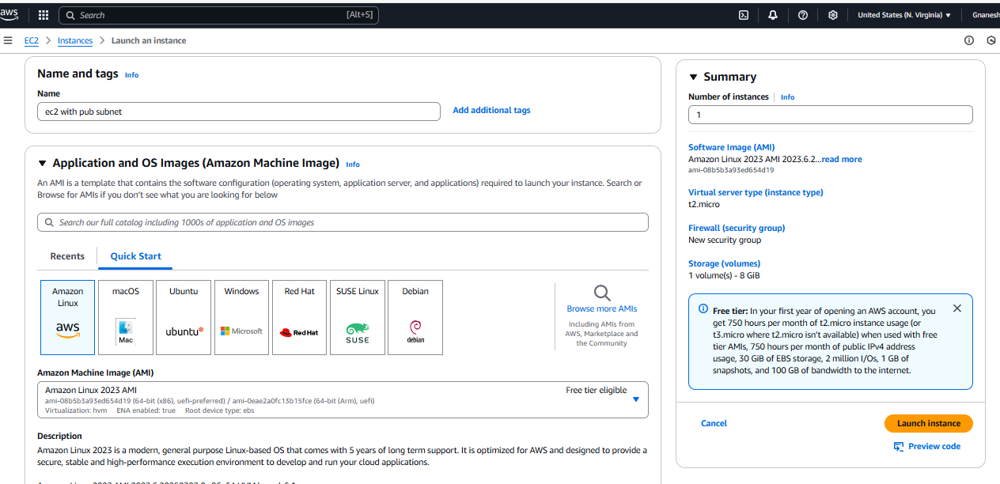 aws
Search [Alt+S]
United States (N. Virginia) ▼
Gnanesh
EC2 > Instances > Launch an instance
Name and tags Info
Name
ec2 with pub subnet
Add additional tags
▼ Application and OS Images (Amazon Machine Image) Info
An AMI is a template that contains the software configuration (operating system, application server, and applications) required to launch your instance. Search or
Browse for AMIs if you don't see what you are looking for below
Search our full catalog including 1000s of application and OS images
Recents
Quick Start
Amazon
Linux
aws
macOS
Mac
Ubuntu
ubuntu
Windows
Microsoft
Red Hat
Red Hat
SUSE Linux
SUSE
Debian
debian
Browse more AMIs
Including AMIs from
AWS, Marketplace and
the Community
Amazon Machine Image (AMI)
Amazon Linux 2023 AMI
Free tier eligible
ami-08b5b3a93ed654d19 (64-bit (x86), uefi-preferred) / ami-0eae2a0fc13b15fce (64-bit (Arm), uefi)
Virtualization: hvm ENA enabled: true Root device type: ebs
Description
Amazon Linux 2023 is a modern, general purpose Linux-based OS that comes with 5 years of long term support. It is optimized for AWS and designed to provide a
secure, stable and high-performance execution environment to develop and run your cloud applications.
▼ Summary
Number of instances Info
1
Software Image (AMI)
Amazon Linux 2023 AMI 2023.6.2...read more
ami-08b5b3a93ed654d19
Virtual server type (instance type)
t2.micro
Firewall (security group)
New security group
Storage (volumes)
1 volume(s) - 8 GiB
Free tier: In your first year of opening an AWS account, you
get 750 hours per month of t2.micro instance usage (or
t3.micro where t2.micro isn't available) when used with free
tier AMIs, 750 hours per month of public IPv4 address
usage, 30 GiB of EBS storage, 2 million I/Os, 1 GB of
snapshots, and 100 GB of bandwidth to the internet.
Cancel
Launch instance
Preview code